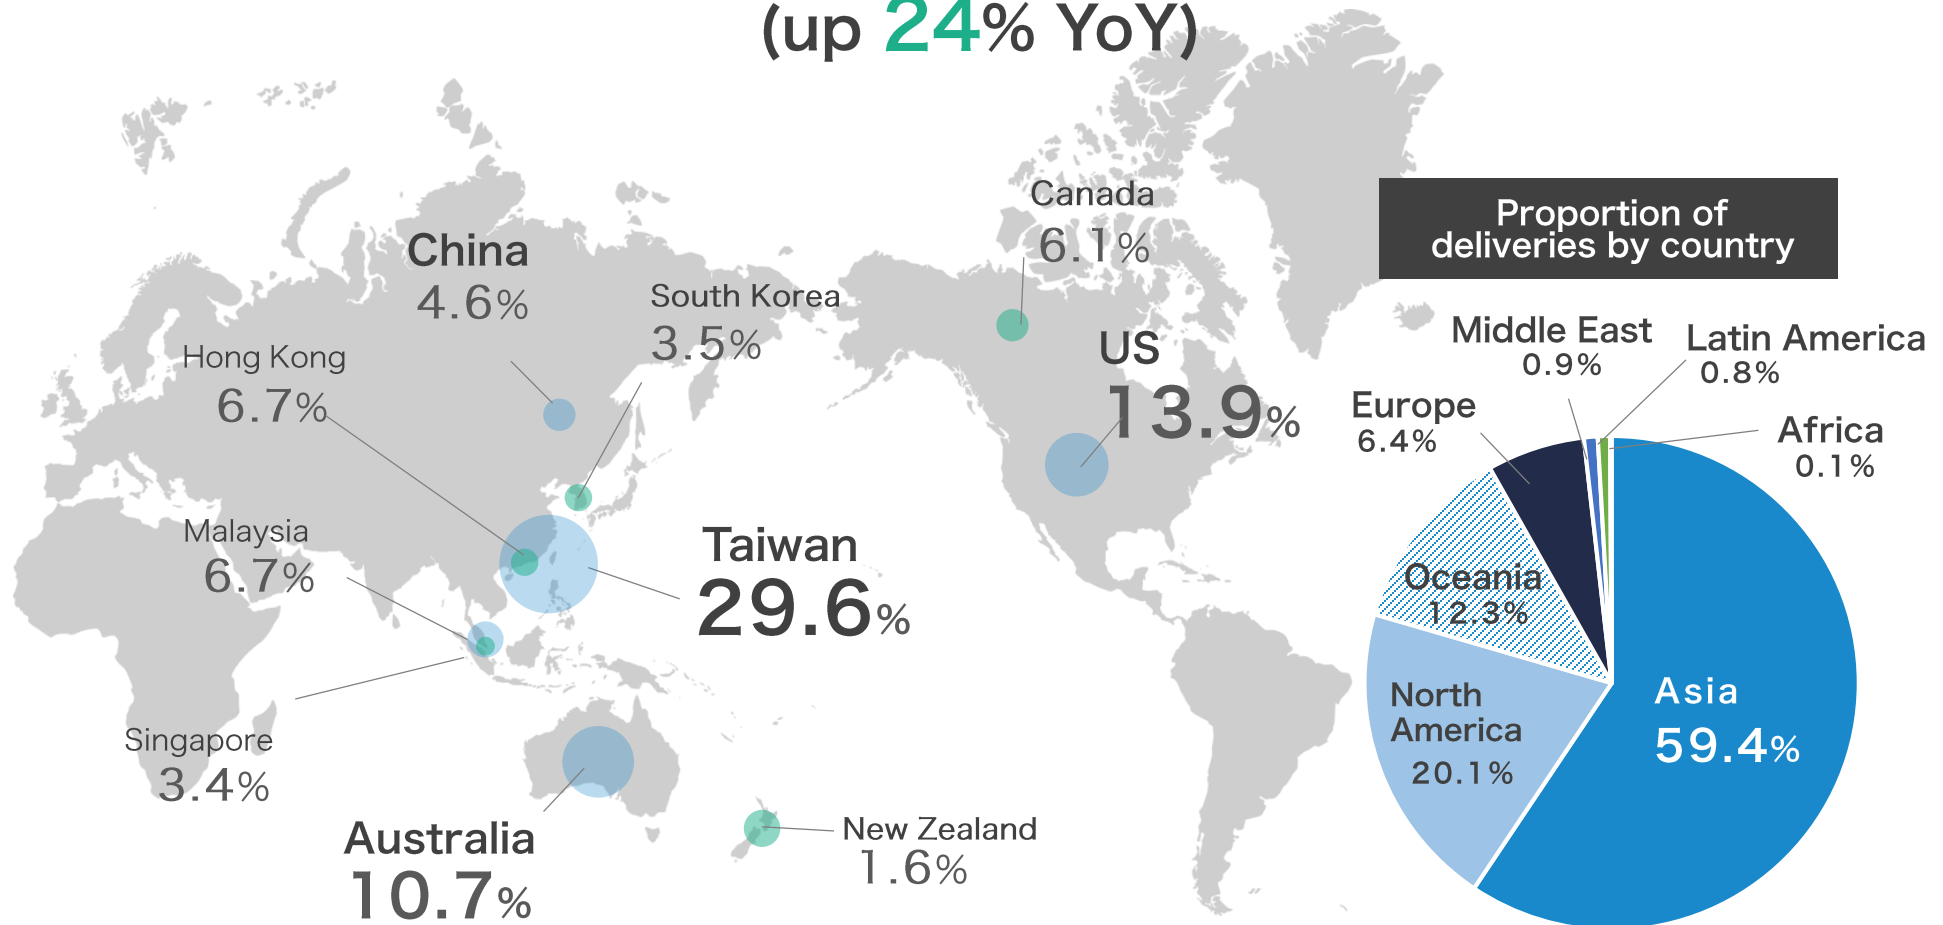 (up 24% YoY)
Canada
6.1%
China
4.6%
South Korea
3.5%
Hong Kong
6.7%
US
13.9%
Malaysia
6.7%
Taiwan
29.6%
Singapore
3.4%
Australia
10.7%
New Zealand
1.6%
Proportion of
deliveries by country
Middle East
0.9%
Latin America
0.8%
Europe
6.4%
Africa
0.1%
Oceania
12.3%
North
America
20.1%
Asia
59.4%